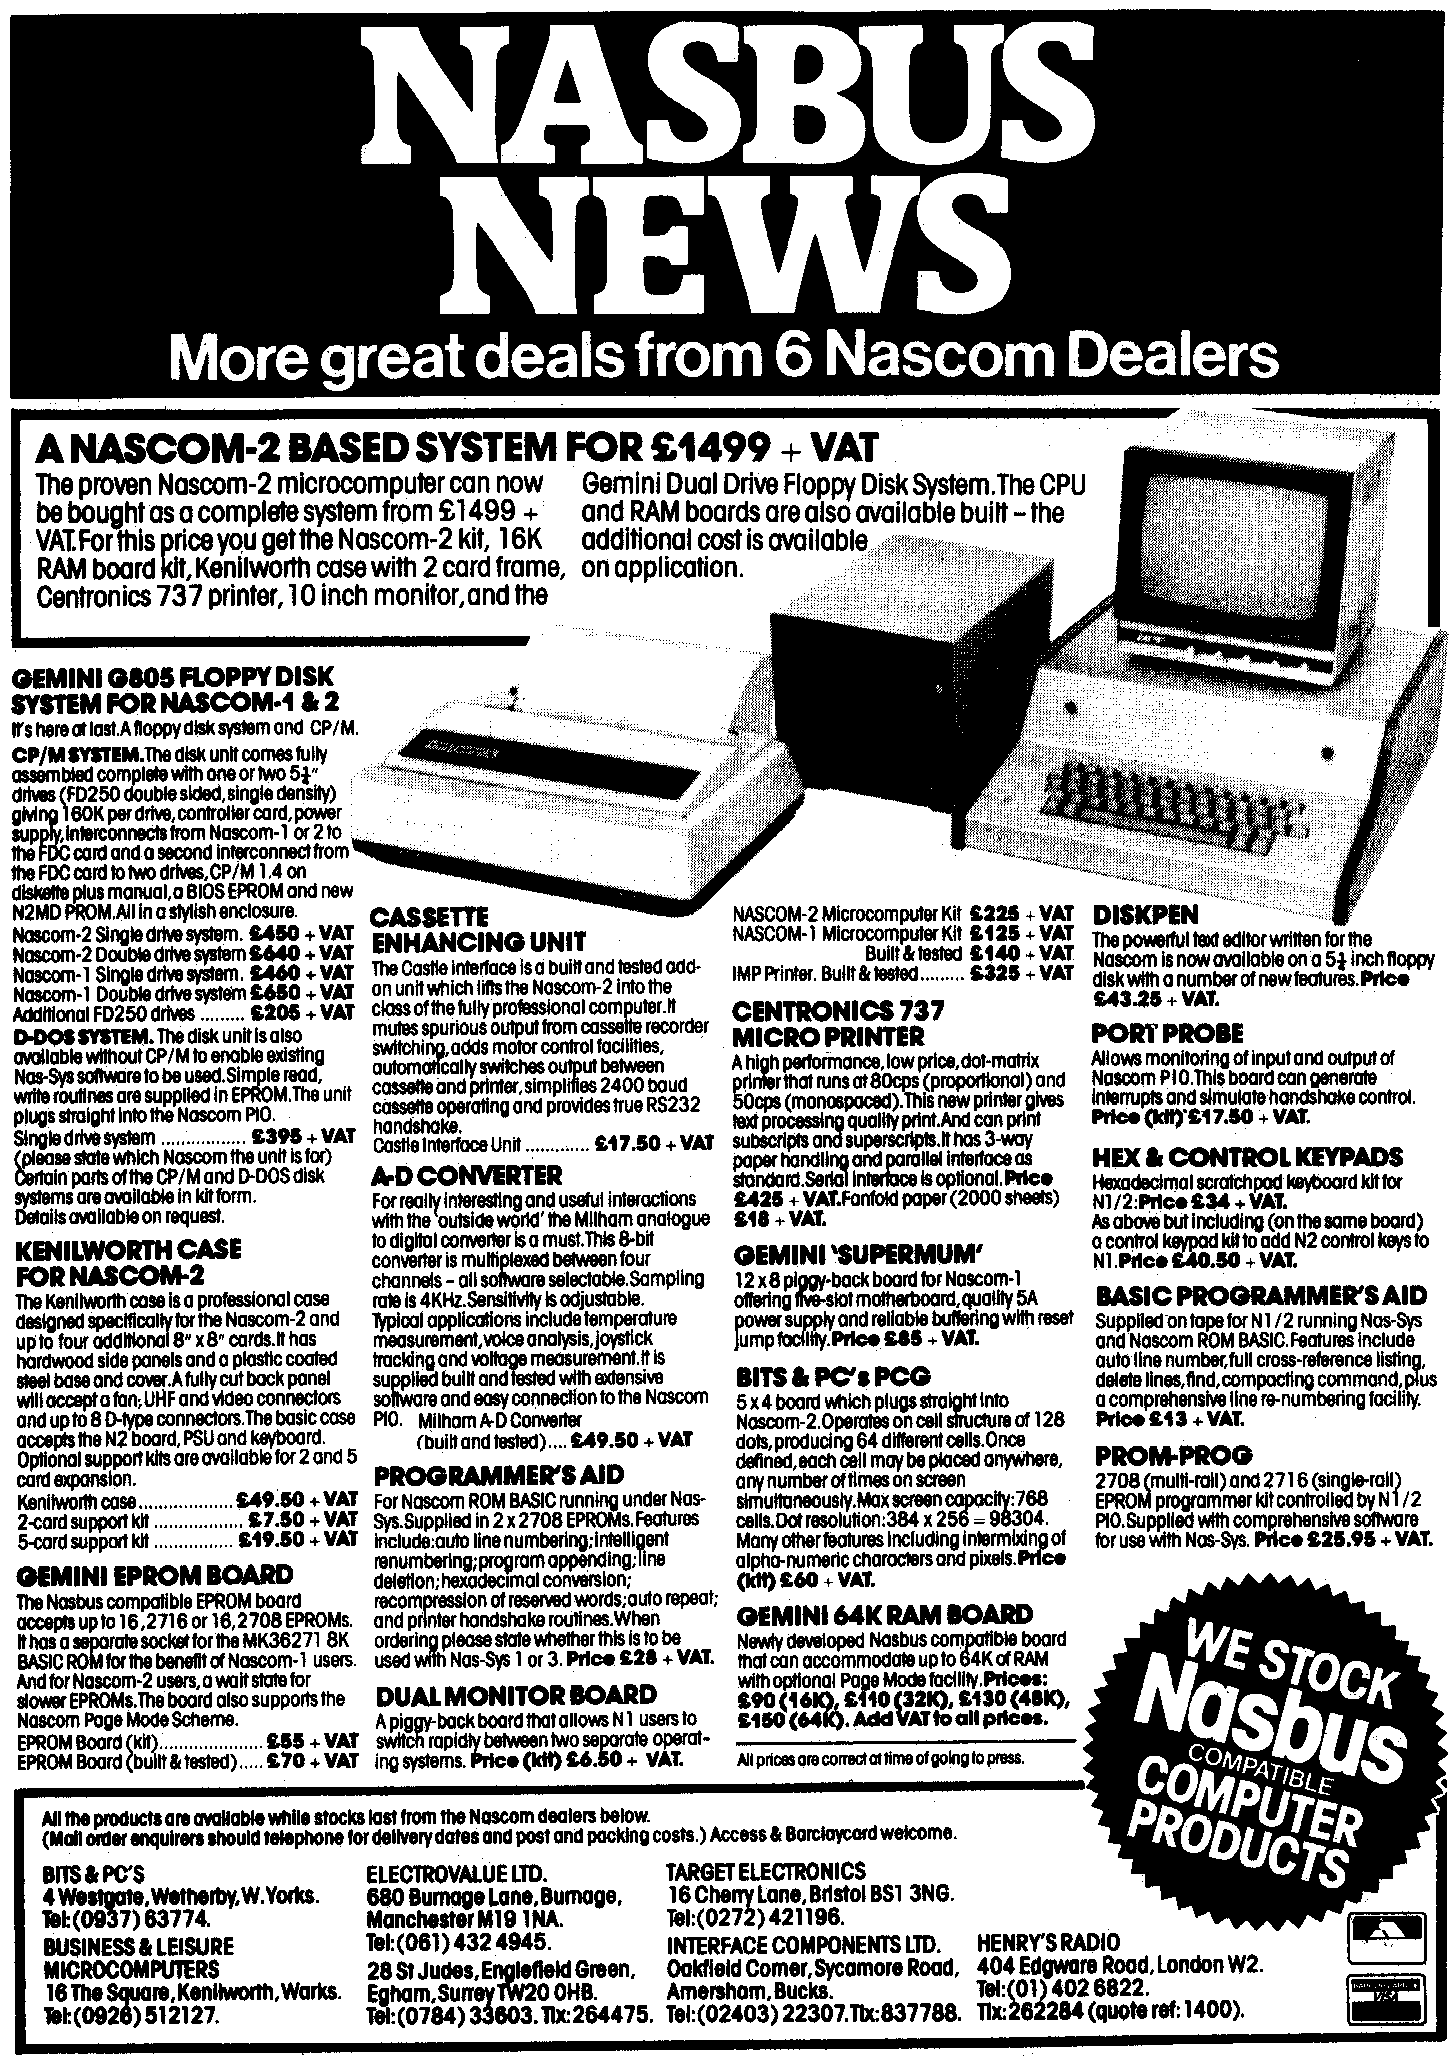 NASBUS
NEWS
More great deals from 6 Nascom Dealers
A NASCOM-2 BASED SYSTEM FOR £1499 + VAT
The proven Nascom-2 microcomputer can now
be bought as a complete system from £1499 +
VAT. For this price you get the Nascom-2 kit, 16K
RAM board kit, Kenilworth case with 2 card frame,
Centronics 737 printer, 10 inch monitor, and the
Gemini Dual Drive Floppy Disk System. The CPU
and RAM boards are also available built – the
additional cost is available
on application.
GEMINI G805 FLOPPY DISK
SYSTEM FOR NASCOM-1 & 2
It's here at last. A floppy disk system and CP/M.
CP/M SYSTEM. The disk unit comes fully
assembled complete with one or two 5¼"
drives (FD250 double sided, single density)
giving 160K per drive, controller card, power
supply, interconnects from Nascom-1 or 2 to
the FDC card and a second interconnect from
the FDC card to two drives, CP/M 1.4 on
diskette plus manual, a BIOS EPROM and new
N2MD PROM. All in a stylish enclosure.
Nascom-2 Single drive system. £450 + VAT
Nascom-2 Double drive system £640 + VAT
Nascom-1 Single drive system. £460 + VAT
Nascom-1 Double drive system £650 + VAT
Additional FD250 drives ......... £205 + VAT
D-DOS SYSTEM. The disk unit is also
available without CP/M to enable existing
Nas-Sys software to be used. Simple read,
write routines are supplied in EPROM. The unit
plugs straight into the Nascom PIO.
Single drive system ................. £395 + VAT
(please state which Nascom the unit is for)
Certain parts of the CP/M and D-DOS disk
systems are available in kit form.
Details available on request.
KENILWORTH CASE
FOR NASCOM-2
The Kenilworth case is a professional case
designed specifically for the Nascom-2 and
up to four additional 8" x 8" cards. It has
hardwood side panels and a plastic coated
steel base and cover. A fully cut back panel
will accept a fan, UHF and video connectors
and up to 8 D-type connectors. The basic case
accepts the N2 board, PSU and keyboard.
Optional support kits are available for 2 and 5
card expansion.
Kenilworth case................... £49.50 + VAT
2-card support kit .................. £7.50 + VAT
5-card support kit ................ £19.50 + VAT
GEMINI EPROM BOARD
The Nasbus compatible EPROM board
accepts up to 16, 2716 or 16, 2708 EPROMs.
It has a separate socket for the MK36271 8K
BASIC ROM for the benefit of Nascom-1 users.
And for Nascom-2 users, a wait state for
slower EPROMs. The board also supports the
Nascom Page Mode Scheme.
EPROM Board (kit)..................... £55 + VAT
EPROM Board (built & tested)..... £70 + VAT
CASSETTE
ENHANCING UNIT
The Castle interface is a built and tested add-
on unit which lifts the Nascom-2 into the
class of the fully professional computer. It
mutes spurious output from cassette recorder
switching, adds motor control facilities,
automatically switches output between
cassette and printer, simplifies 2400 baud
cassette operating and provides true RS232
handshake.
Castle Interface Unit ............. £17.50 + VAT
A-D CONVERTER
For really interesting and useful interactions
with the 'outside world' the Milham analogue
to digital converter is a must. This 8-bit
converter is multiplexed between four
channels – all software selectable. Sampling
rate is 4KHz. Sensitivity is adjustable.
Typical applications include temperature
measurement, voice analysis, joystick
tracking and voltage measurement. It is
supplied built and tested with extensive
software and easy connection to the Nascom
PIO. Milham A-D Converter
(built and tested).... £49.50 + VAT
PROGRAMMER'S AID
For Nascom ROM BASIC running under Nas-
Sys. Supplied in 2 x 2708 EPROMs. Features
include: auto line numbering; intelligent
renumbering; program appending; line
deletion; hexadecimal conversion;
recompression of reserved words; auto repeat;
and printer handshake routines. When
ordering please state whether this is to be
used with Nas-Sys 1 or 3. Price £28 + VAT.
DUAL MONITOR BOARD
A piggy-back board that allows N1 users to
switch rapidly between two separate operat-
ing systems. Price (kit) £6.50 + VAT.
NASCOM-2 Microcomputer Kit £225 + VAT
NASCOM-1 Microcomputer Kit £125 + VAT
Built & tested £140 + VAT
IMP Printer. Built & tested......... £325 + VAT
CENTRONICS 737
MICRO PRINTER
A high performance, low price, dot-matrix
printer that runs at 80cps (proportional) and
50cps (monospaced). This new printer gives
text processing quality print. And can print
subscripts and superscripts. It has 3-way
paper handling and parallel interface as
standard. Serial interface is optional. Price
£425 + VAT. Fanfold paper (2000 sheets)
£18 + VAT.
GEMINI 'SUPERMUM'
12 x 8 piggy-back board for Nascom-1
offering five-slot motherboard, quality 5A
power supply and reliable buffering with reset
jump facility. Price £85 + VAT.
BITS & PC's PCG
5 x 4 board which plugs straight into
Nascom-2. Operates on cell structure of 128
dots, producing 64 different cells. Once
defined, each cell may be placed anywhere,
any number of times on screen
simultaneously. Max screen capacity: 768
cells. Dot resolution: 384 x 256 = 98304.
Many other features including intermixing of
alpha-numeric characters and pixels. Price
(kit) £60 + VAT.
GEMINI 64K RAM BOARD
Newly developed Nasbus compatible board
that can accommodate up to 64K of RAM
with optional Page Mode facility. Prices:
£90 (16K), £110 (32K), £130 (48K),
£150 (64K). Add VAT to all prices.
All prices are correct at time of going to press.
DISKPEN
The powerful text editor written for the
Nascom is now available on a 5¼ inch floppy
disk with a number of new features. Price
£43.25 + VAT.
PORT PROBE
Allows monitoring of input and output of
Nascom PIO. This board can generate
interrupts and simulate handshake control.
Price (kit) £17.50 + VAT.
HEX & CONTROL KEYPADS
Hexadecimal scratchpad keyboard kit for
N1/2: Price £34 + VAT.
As above but including (on the same board)
a control keypad kit to add N2 control keys to
N1. Price £40.50 + VAT.
BASIC PROGRAMMER'S AID
Supplied on tape for N1/2 running Nas-Sys
and Nascom ROM BASIC. Features include
auto line number, full cross-reference listing,
delete lines, find, compacting command, plus
a comprehensive line re-numbering facility.
Price £13 + VAT.
PROM-PROG
2708 (multi-rail) and 2716 (single-rail)
EPROM programmer kit controlled by N1/2
PIO. Supplied with comprehensive software
for use with Nas-Sys. Price £25.95 + VAT.
WE STOCK
Nasbus
COMPATIBLE
COMPUTER
PRODUCTS
All the products are available while stocks last from the Nascom dealers below.
(Mail order enquirers should telephone for delivery dates and post and packing costs.) Access & Barclaycard welcome.
BITS & PC'S
4 Westgate, Wetherby, W. Yorks.
Tel: (0937) 63774.
BUSINESS & LEISURE
MICROCOMPUTERS
16 The Square, Kenilworth, Warks.
Tel: (0926) 512127.
ELECTROVALUE LTD.
680 Burnage Lane, Burnage,
Manchester M19 1NA.
Tel: (061) 432 4945.
28 St Judes, Englefield Green,
Egham, Surrey TW20 0HB.
Tel: (0784) 33603. Tlx: 264475.
TARGET ELECTRONICS
16 Cherry Lane, Bristol BS1 3NG.
Tel: (0272) 421196.
INTERFACE COMPONENTS LTD.
Oakfield Corner, Sycamore Road,
Amersham, Bucks.
Tel: (02403) 22307. Tlx: 837788.
HENRY'S RADIO
404 Edgware Road, London W2.
Tel: (01) 402 6822.
Tlx: 262284 (quote ref: 1400).
VISA